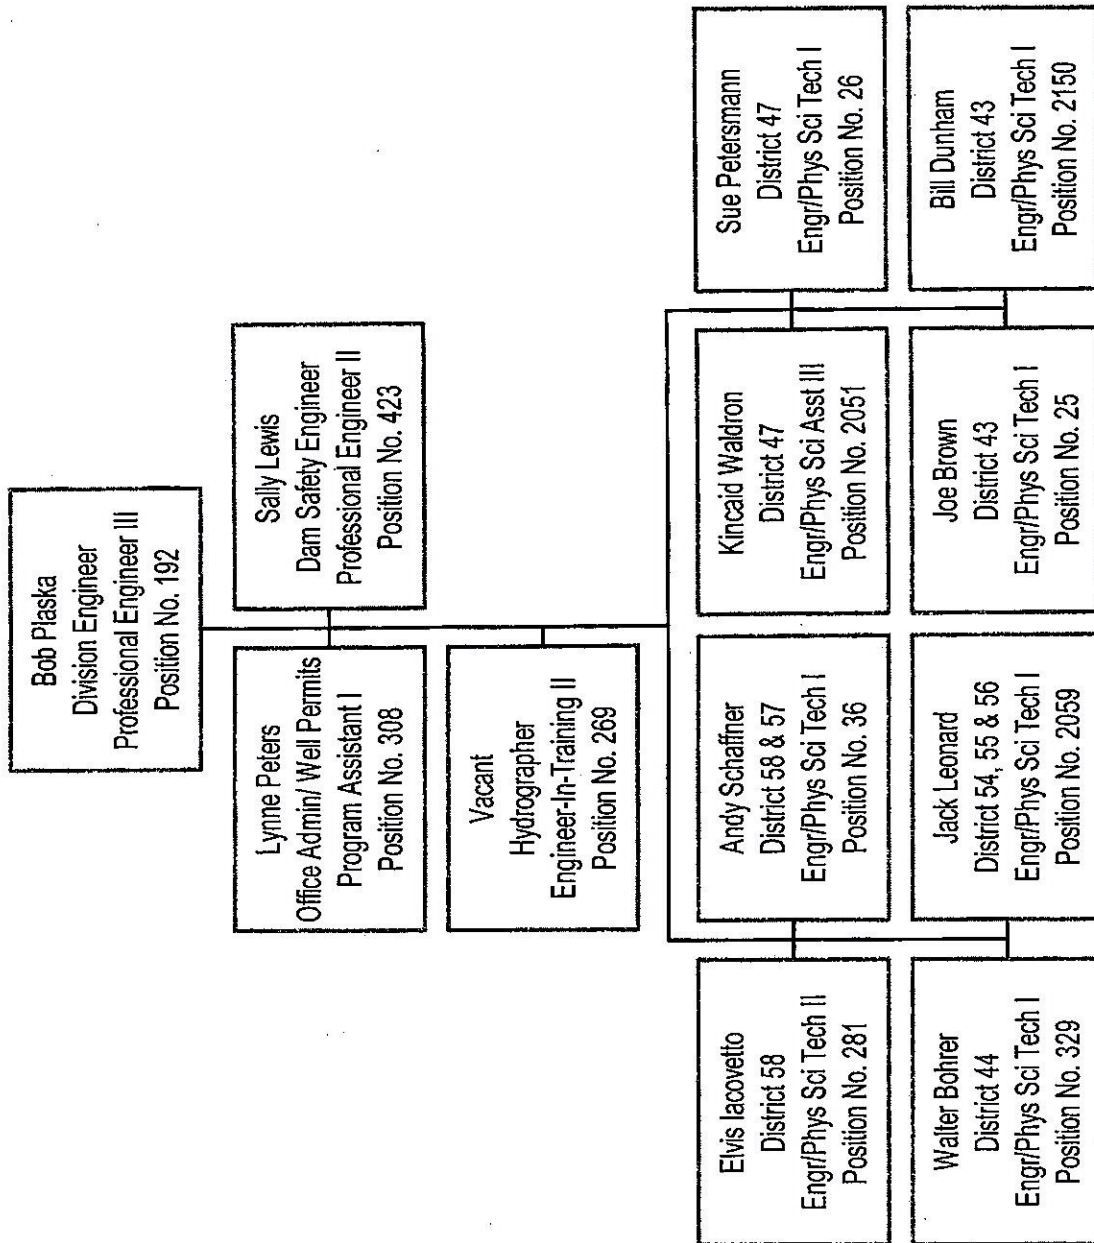 Bob Plaska
Division Engineer
Professional Engineer III
Position No. 192
Lynne Peters
Office Admin/ Well Permits
Program Assistant I
Position No. 308
Sally Lewis
Dam Safety Engineer
Professional Engineer II
Position No. 423
Vacant
Hydrographer
Engineer-In-Training II
Position No. 269
Elvis Iacovetto
District 58
Engr/Phys Sci Tech II
Position No. 281
Andy Schaffner
District 58 & 57
Engr/Phys Sci Tech I
Position No. 36
Kincaid Waldron
District 47
Engr/Phys Sci Asst III
Position No. 2051
Sue Petersmann
District 47
Engr/Phys Sci Tech I
Position No. 26
Walter Bohrer
District 44
Engr/Phys Sci Tech I
Position No. 329
Jack Leonard
District 54, 55 & 56
Engr/Phys Sci Tech I
Position No. 2059
Joe Brown
District 43
Engr/Phys Sci Tech I
Position No. 25
Bill Dunham
District 43
Engr/Phys Sci Tech I
Position No. 2150